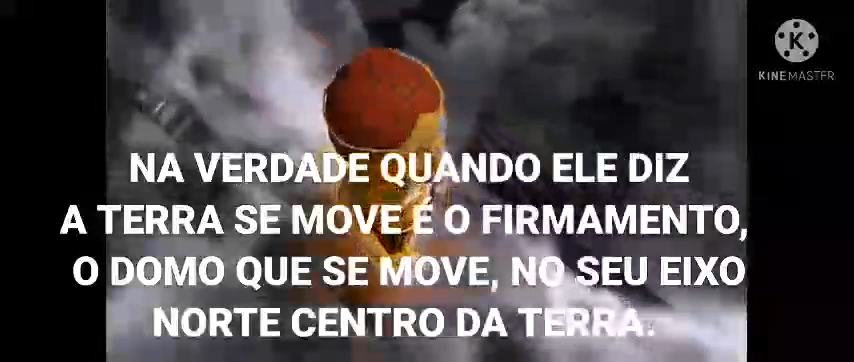 KINEMASTER
NA VERDADE QUANDO ELE DIZ
A TERRA SE MOVE É O FIRMAMENTO,
O DOMO QUE SE MOVE, NO SEU EIXO
NORTE CENTRO DA TERRA.